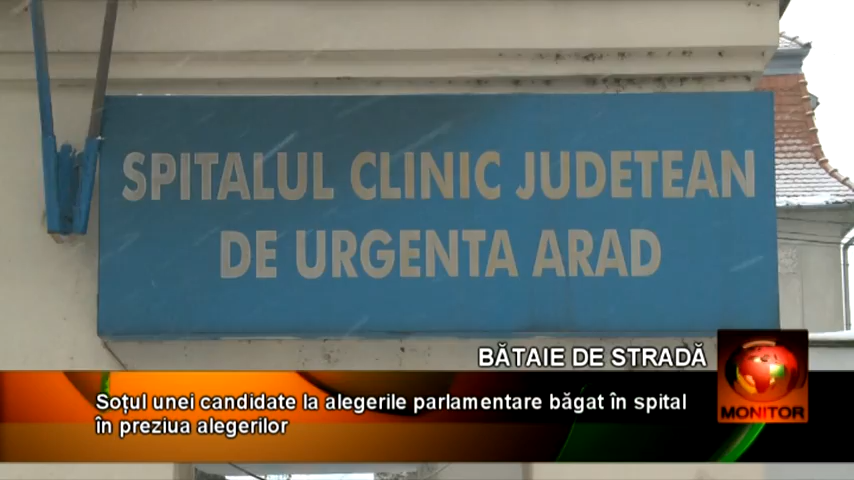 SPITALUL CLINIC JUDETEAN
DE URGENTA ARAD
BĂTAIE DE STRADĂ
Soțul unei candidate la alegerile parlamentare băgat în spital
în preziua alegerilor
MONITOR